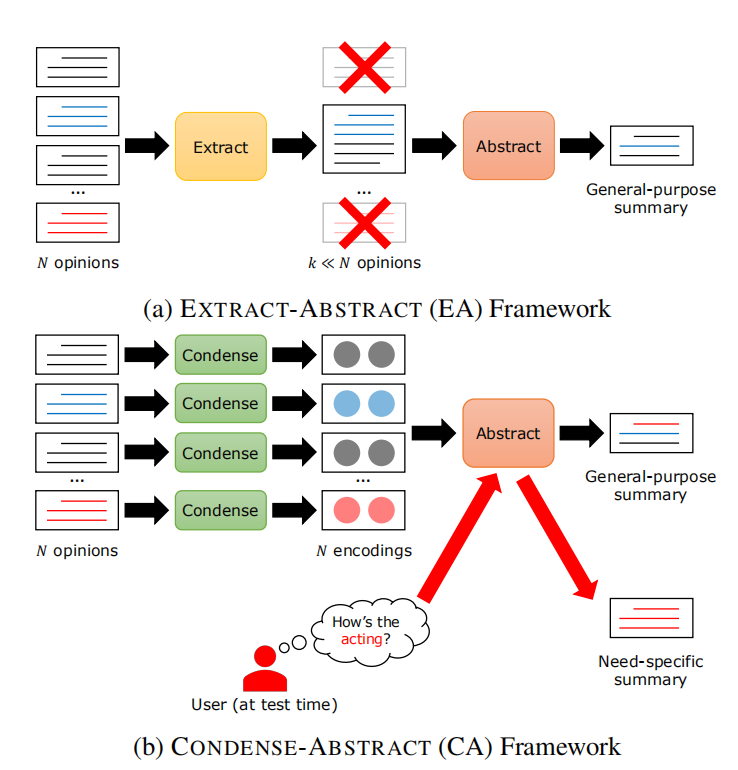 Extract
Abstract
...
...
General-purpose
summary
N opinions
k ≪ N opinions
(a) EXTRACT-ABSTRACT (EA) Framework
Condense
Condense
Abstract
Condense
...
...
General-purpose
summary
Condense
N opinions
N encodings
How's the
acting?
Need-specific
summary
User (at test time)
(b) CONDENSE-ABSTRACT (CA) Framework